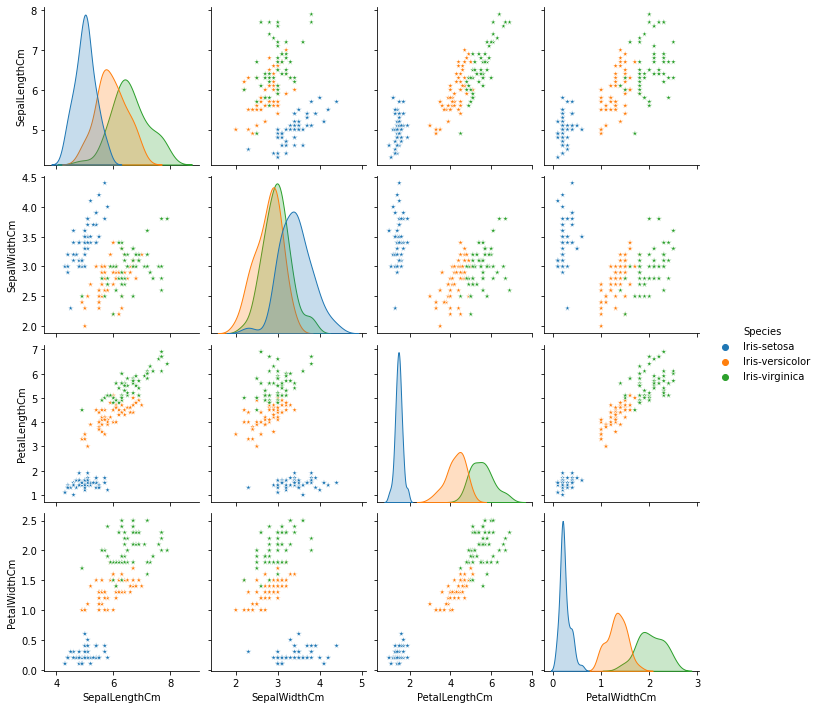 8
7
6
5
SepalLengthCm
4.5
4.0
3.5
3.0
2.5
2.0
SepalWidthCm
Species
Iris-setosa
Iris-versicolor
Iris-virginica
7
6
5
4
3
2
1
PetalLengthCm
2.5
2.0
1.5
1.0
0.5
0.0
PetalWidthCm
4 6 8
SepalLengthCm
2 3 4 5
SepalWidthCm
0 2 4 6 8
PetalLengthCm
0 1 2 3
PetalWidthCm